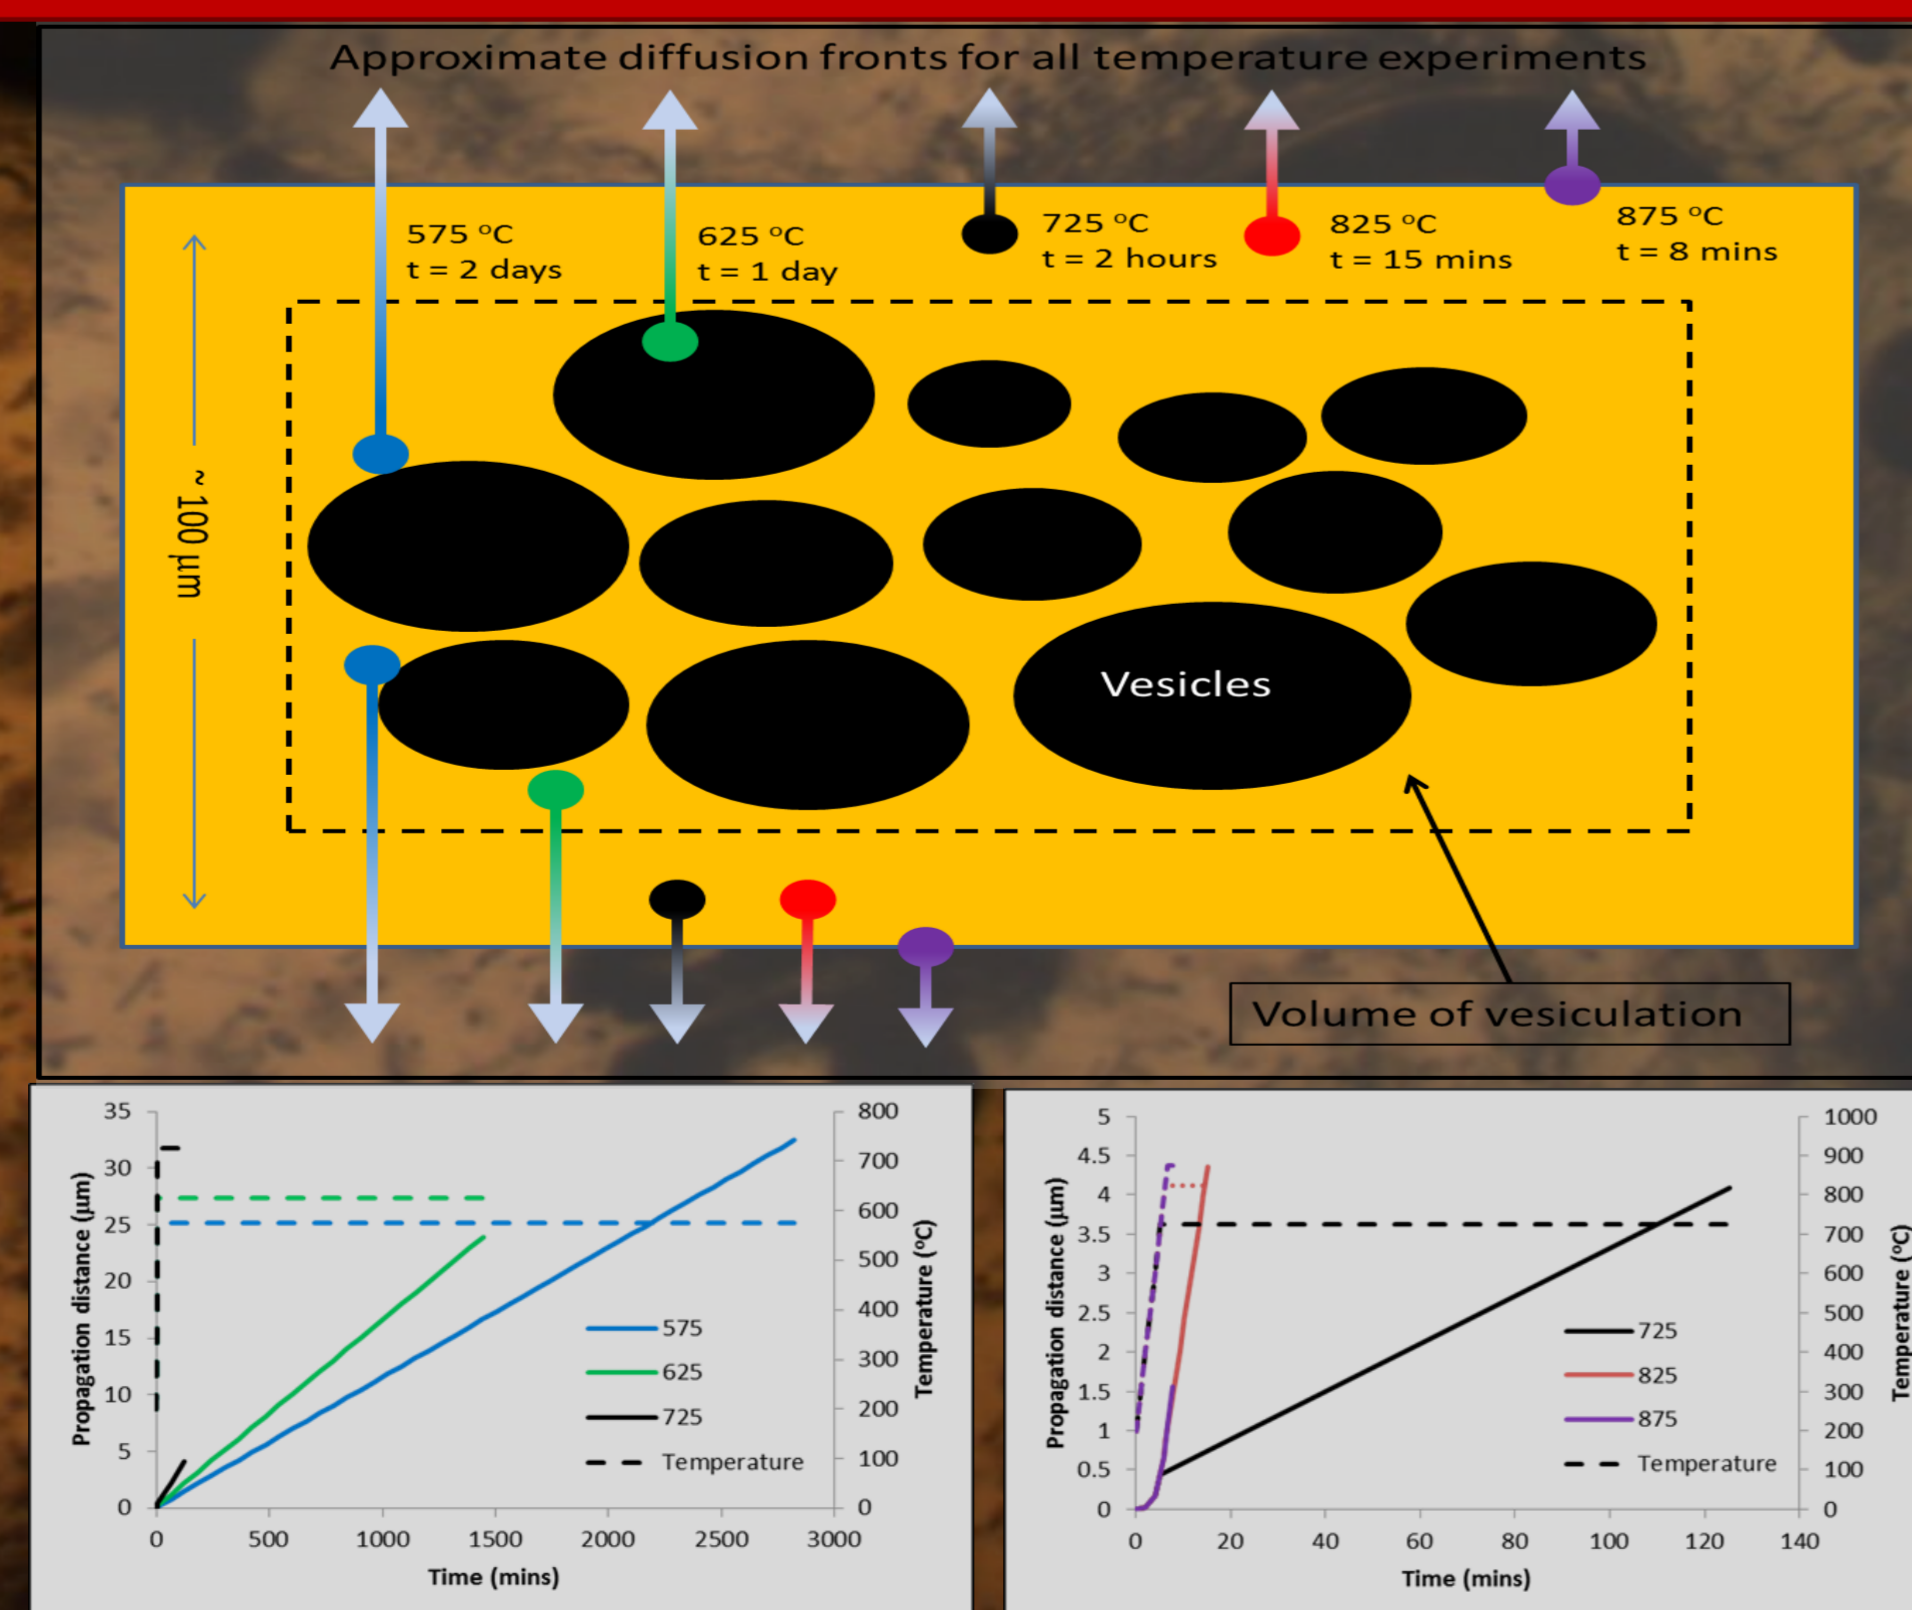 Approximate diffusion fronts for all temperature experiments
575 °C
t = 2 days
625 °C
t = 1 day
725 °C
t = 2 hours
825 °C
t = 15 mins
875 °C
t = 8 mins
~ 100 µm
Vesicles
Volume of vesiculation
35
30
25
20
15
10
5
0
Propagation distance (µm)
800
700
600
500
400
300
200
100
0
Temperature (°C)
575
625
725
Temperature
0 500 1000 1500 2000 2500 3000
Time (mins)
5
4.5
4
3.5
3
2.5
2
1.5
1
0.5
0
Propagation distance (µm)
1000
900
800
700
600
500
400
300
200
100
0
Temperature (°C)
725
825
875
Temperature
0 20 40 60 80 100 120 140
Time (mins)